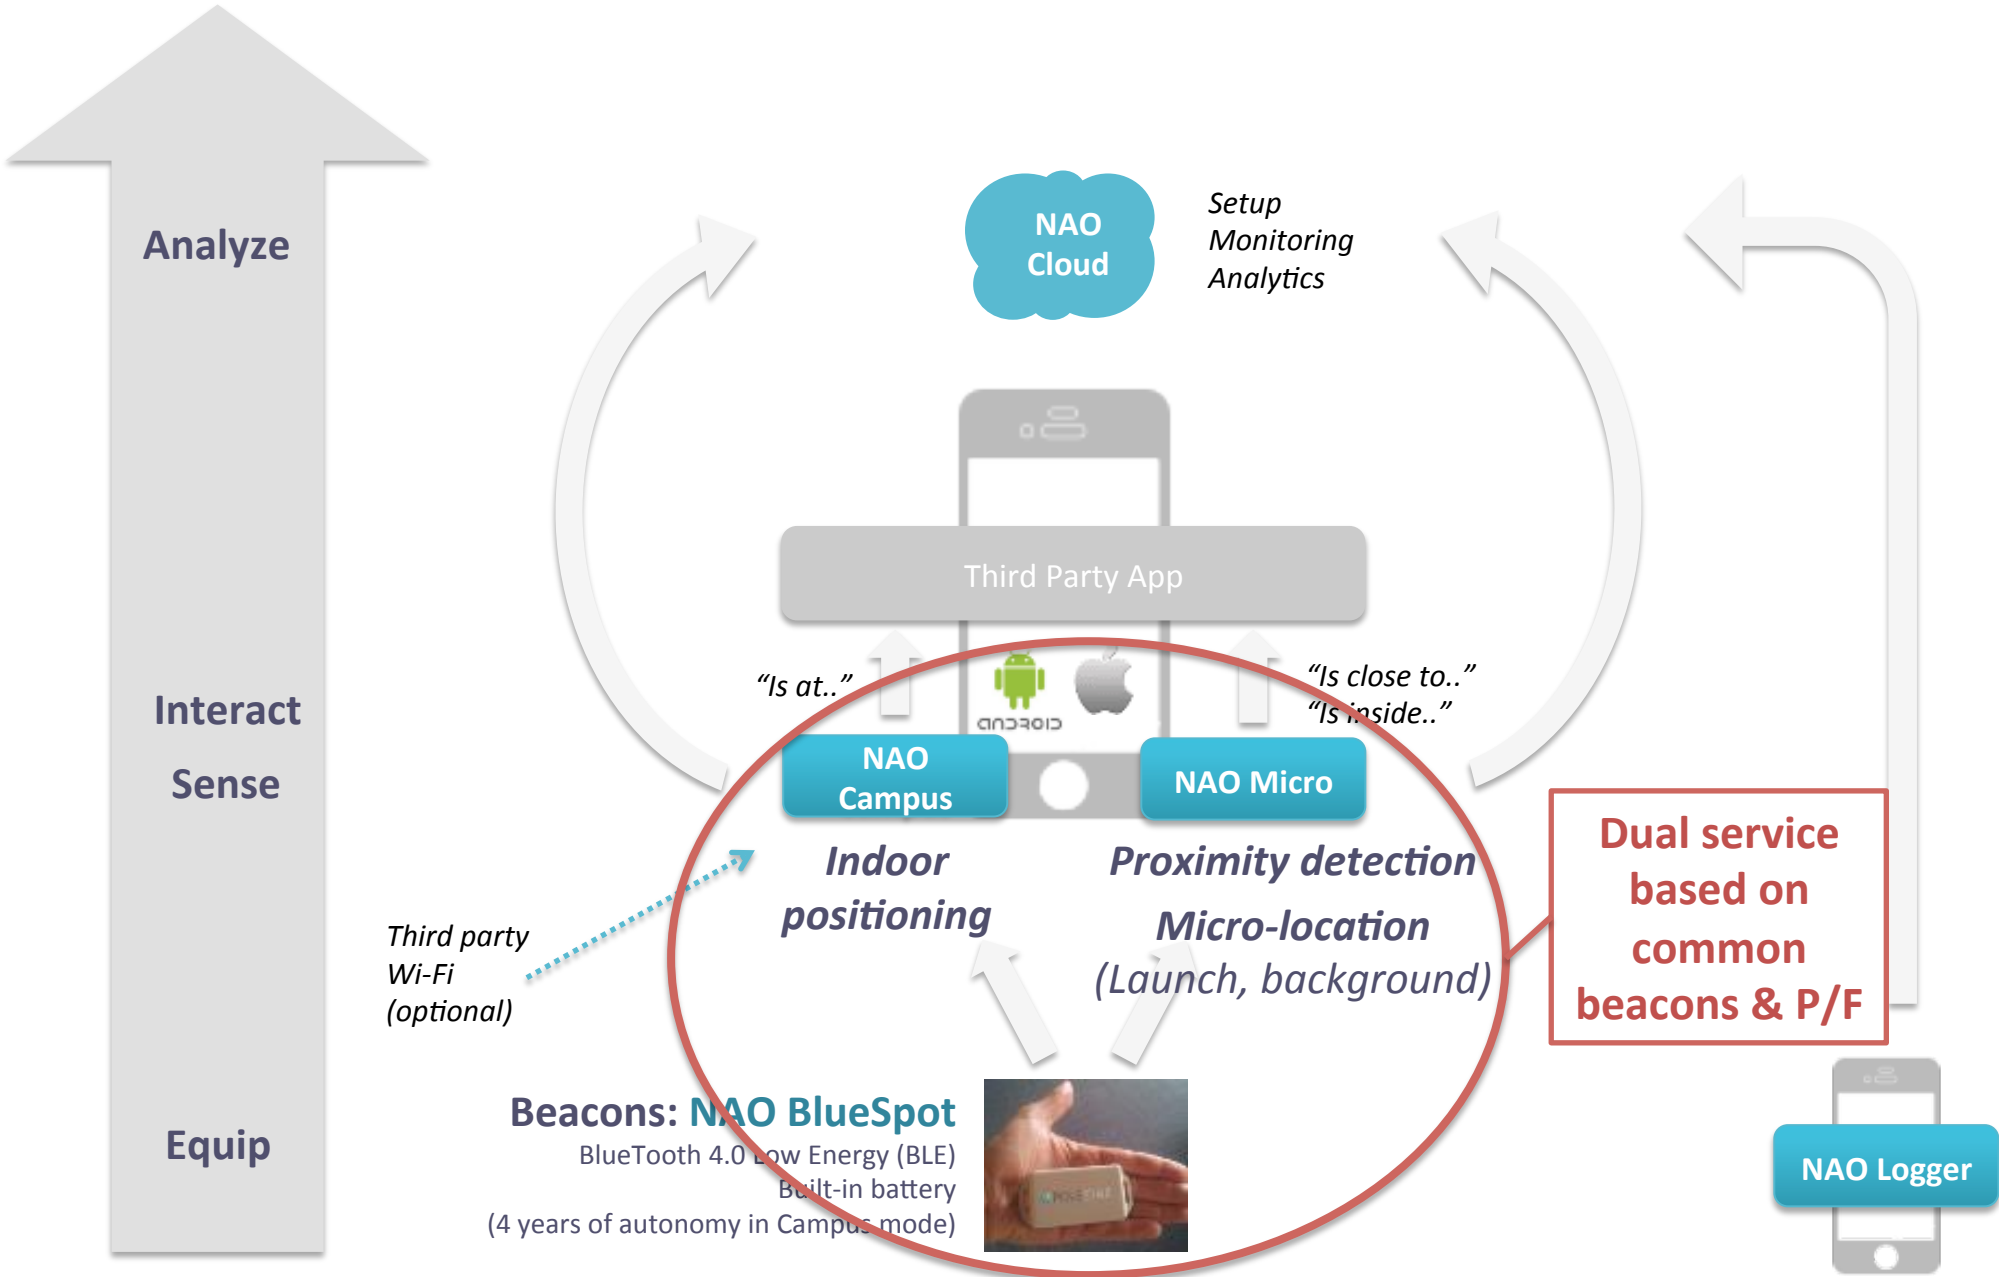 Analyze
NAO
Cloud
Setup
Monitoring
Analytics
Third Party App
Interact
Sense
“Is at..”
“Is close to..”
“Is inside..”
ANDROID
NAO
Campus
NAO Micro
Indoor
positioning
Proximity detection
Micro-location
(Launch, background)
Dual service
based on
common
beacons & P/F
Third party
Wi-Fi
(optional)
Equip
Beacons: NAO BlueSpot
BlueTooth 4.0 Low Energy (BLE)
Built-in battery
(4 years of autonomy in Campus mode)
NAO Logger